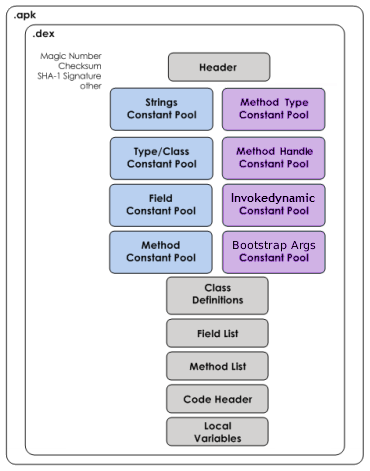 .apk
.dex
Magic Number
Checksum
SHA-1 Signature
other
Header
Strings
Constant Pool
Method Type
Constant Pool
Type/Class
Constant Pool
Method Handle
Constant Pool
Field
Constant Pool
Invokedynamic
Constant Pool
Method
Constant Pool
Bootstrap Args
Constant Pool
Class
Definitions
Field List
Method List
Code Header
Local
Variables